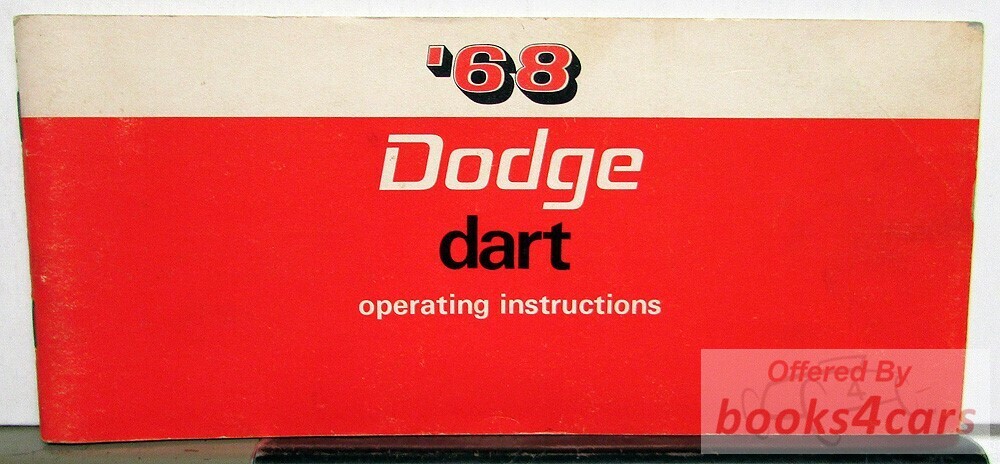 '68
Dodge
dart
operating instructions
Offered By
books4cars